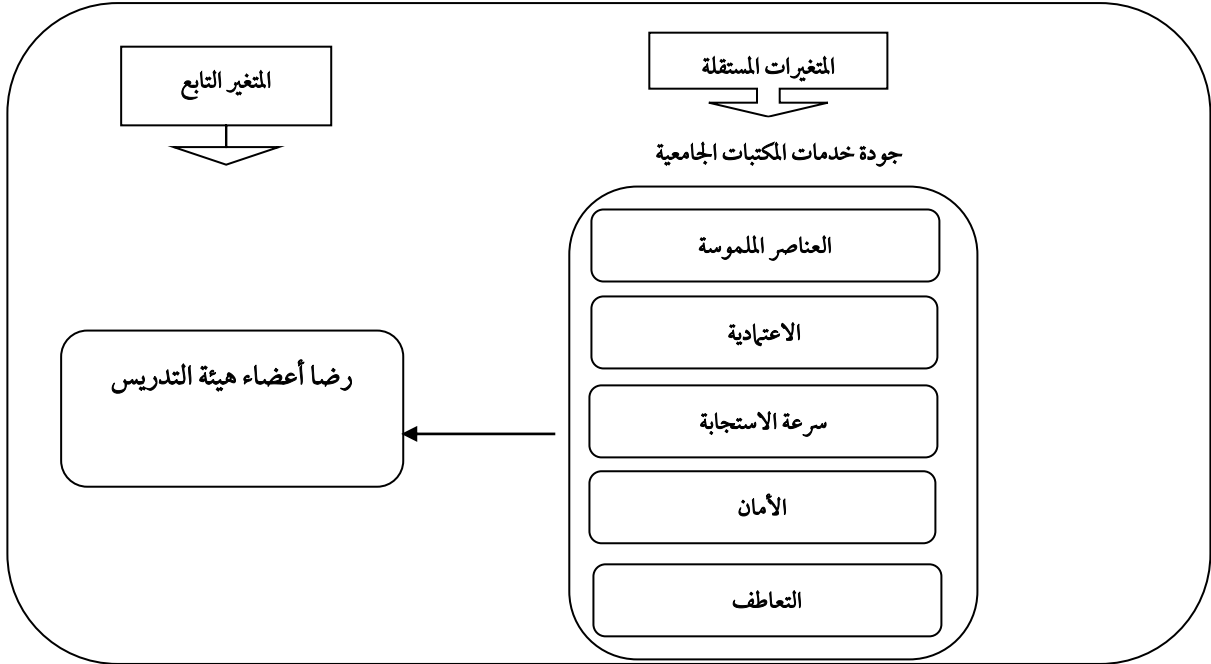 المتغيرات المستقلة
المتغير التابع
جودة خدمات المكتبات الجامعية
العناصر الملموسة
الاعتمادية
رضا أعضاء هيئة التدريس
سرعة الاستجابة
الأمان
التعاطف